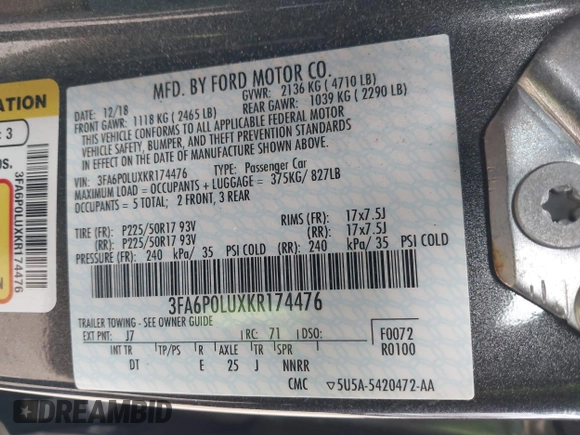 MFD. BY FORD MOTOR CO.
12/18
GVWR: 2136 KG ( 4710 LB)
FRONT GAWR: 1118 KG ( 2465 LB)
REAR GAWR: 1039 KG ( 2290 LB)
THIS VEHICLE CONFORMS TO ALL APPLICABLE FEDERAL MOTOR
VEHICLE SAFETY, BUMPER, AND THEFT PREVENTION STANDARDS
IN EFFECT ON THE DATE OF MANUFACTURE SHOWN ABOVE.
VIN: 3FA6P0LUXKR174476
TYPE: Passenger Car
MAXIMUM LOAD = OCCUPANTS + LUGGAGE = 375KG/ 827LB
OCCUPANTS = 5 TOTAL; 2 FRONT, 3 REAR
TIRE (FR): P225/50R17 93V RIMS (FR): 17x7.5J
(RR): P225/50R17 93V (RR): 17x7.5J
PRESSURE (FR): 240 kPa/ 35 PSI COLD (RR): 240 kPa/ 35 PSI COLD
3FA6P0LUXKR174476
TRAILER TOWING - SEE OWNER GUIDE
EXT PNT: J7 RC: 71 DSO:
F0072
R0100
INT TR TP/PS R AXLE TR SPR
DT E 25 J NNRR
CMC ▽5U5A-5420472-AA
ATION
: 3
OS.
3FA6P0LUXKR174476
DREAMBID